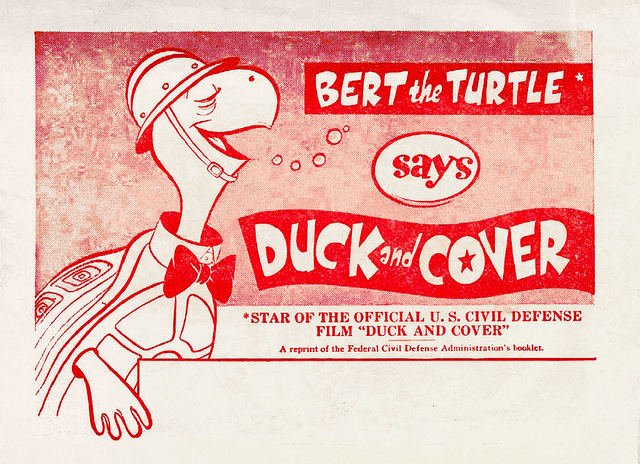 BERT the TURTLE*
says
DUCK and COVER
*STAR OF THE OFFICIAL U. S. CIVIL DEFENSE
FILM “DUCK AND COVER”
A reprint of the Federal Civil Defense Administration's booklet.